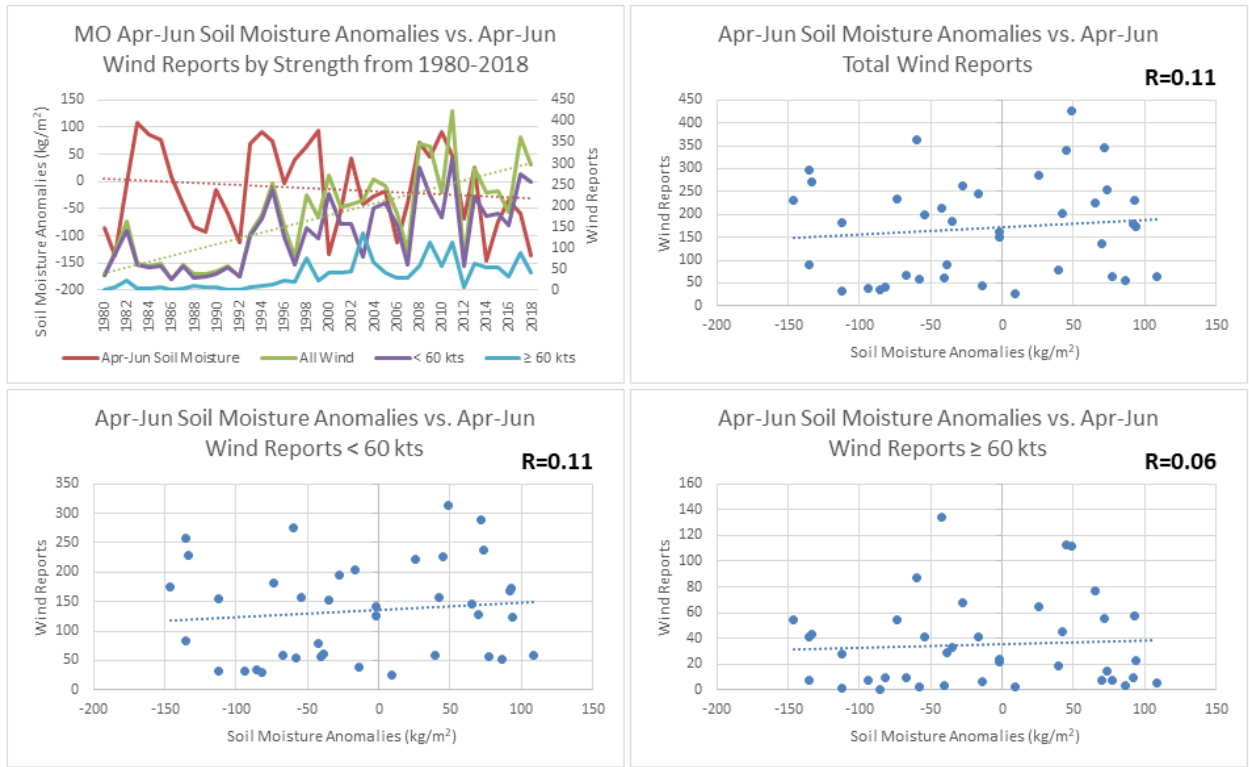 MO Apr-Jun Soil Moisture Anomalies vs. Apr-Jun
Wind Reports by Strength from 1980-2018
Soil Moisture Anomalies (kg/m²)
150
100
50
0
-50
-100
-150
-200
450
400
350
300
250
200
150
100
50
0
Wind Reports
1980
1982
1984
1986
1988
1990
1992
1994
1996
1998
2000
2002
2004
2006
2008
2010
2012
2014
2016
2018
Apr-Jun Soil Moisture All Wind < 60 kts ≥ 60 kts
Apr-Jun Soil Moisture Anomalies vs. Apr-Jun
Total Wind Reports
R=0.11
Wind Reports
450
400
350
300
250
200
150
100
50
0
-200 -150 -100 -50 0 50 100 150
Soil Moisture Anomalies (kg/m²)
Apr-Jun Soil Moisture Anomalies vs. Apr-Jun
Wind Reports < 60 kts
R=0.11
Wind Reports
350
300
250
200
150
100
50
0
-200 -150 -100 -50 0 50 100 150
Soil Moisture Anomalies (kg/m²)
Apr-Jun Soil Moisture Anomalies vs. Apr-Jun
Wind Reports ≥ 60 kts
R=0.06
Wind Reports
160
140
120
100
80
60
40
20
0
-200 -150 -100 -50 0 50 100 150
Soil Moisture Anomalies (kg/m²)